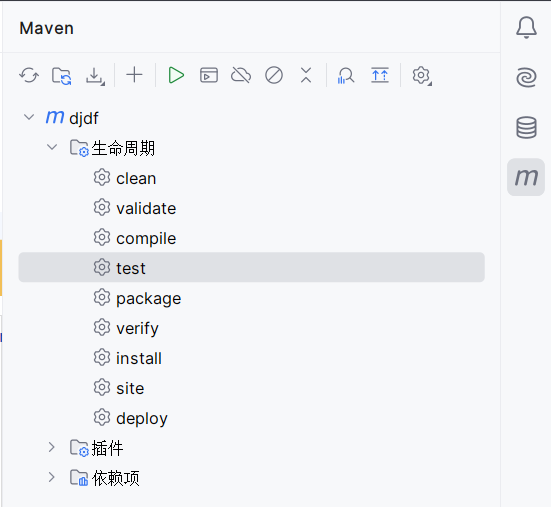 Maven
m djdf
生命周期
clean
validate
compile
test
package
verify
install
site
deploy
插件
依赖项
m